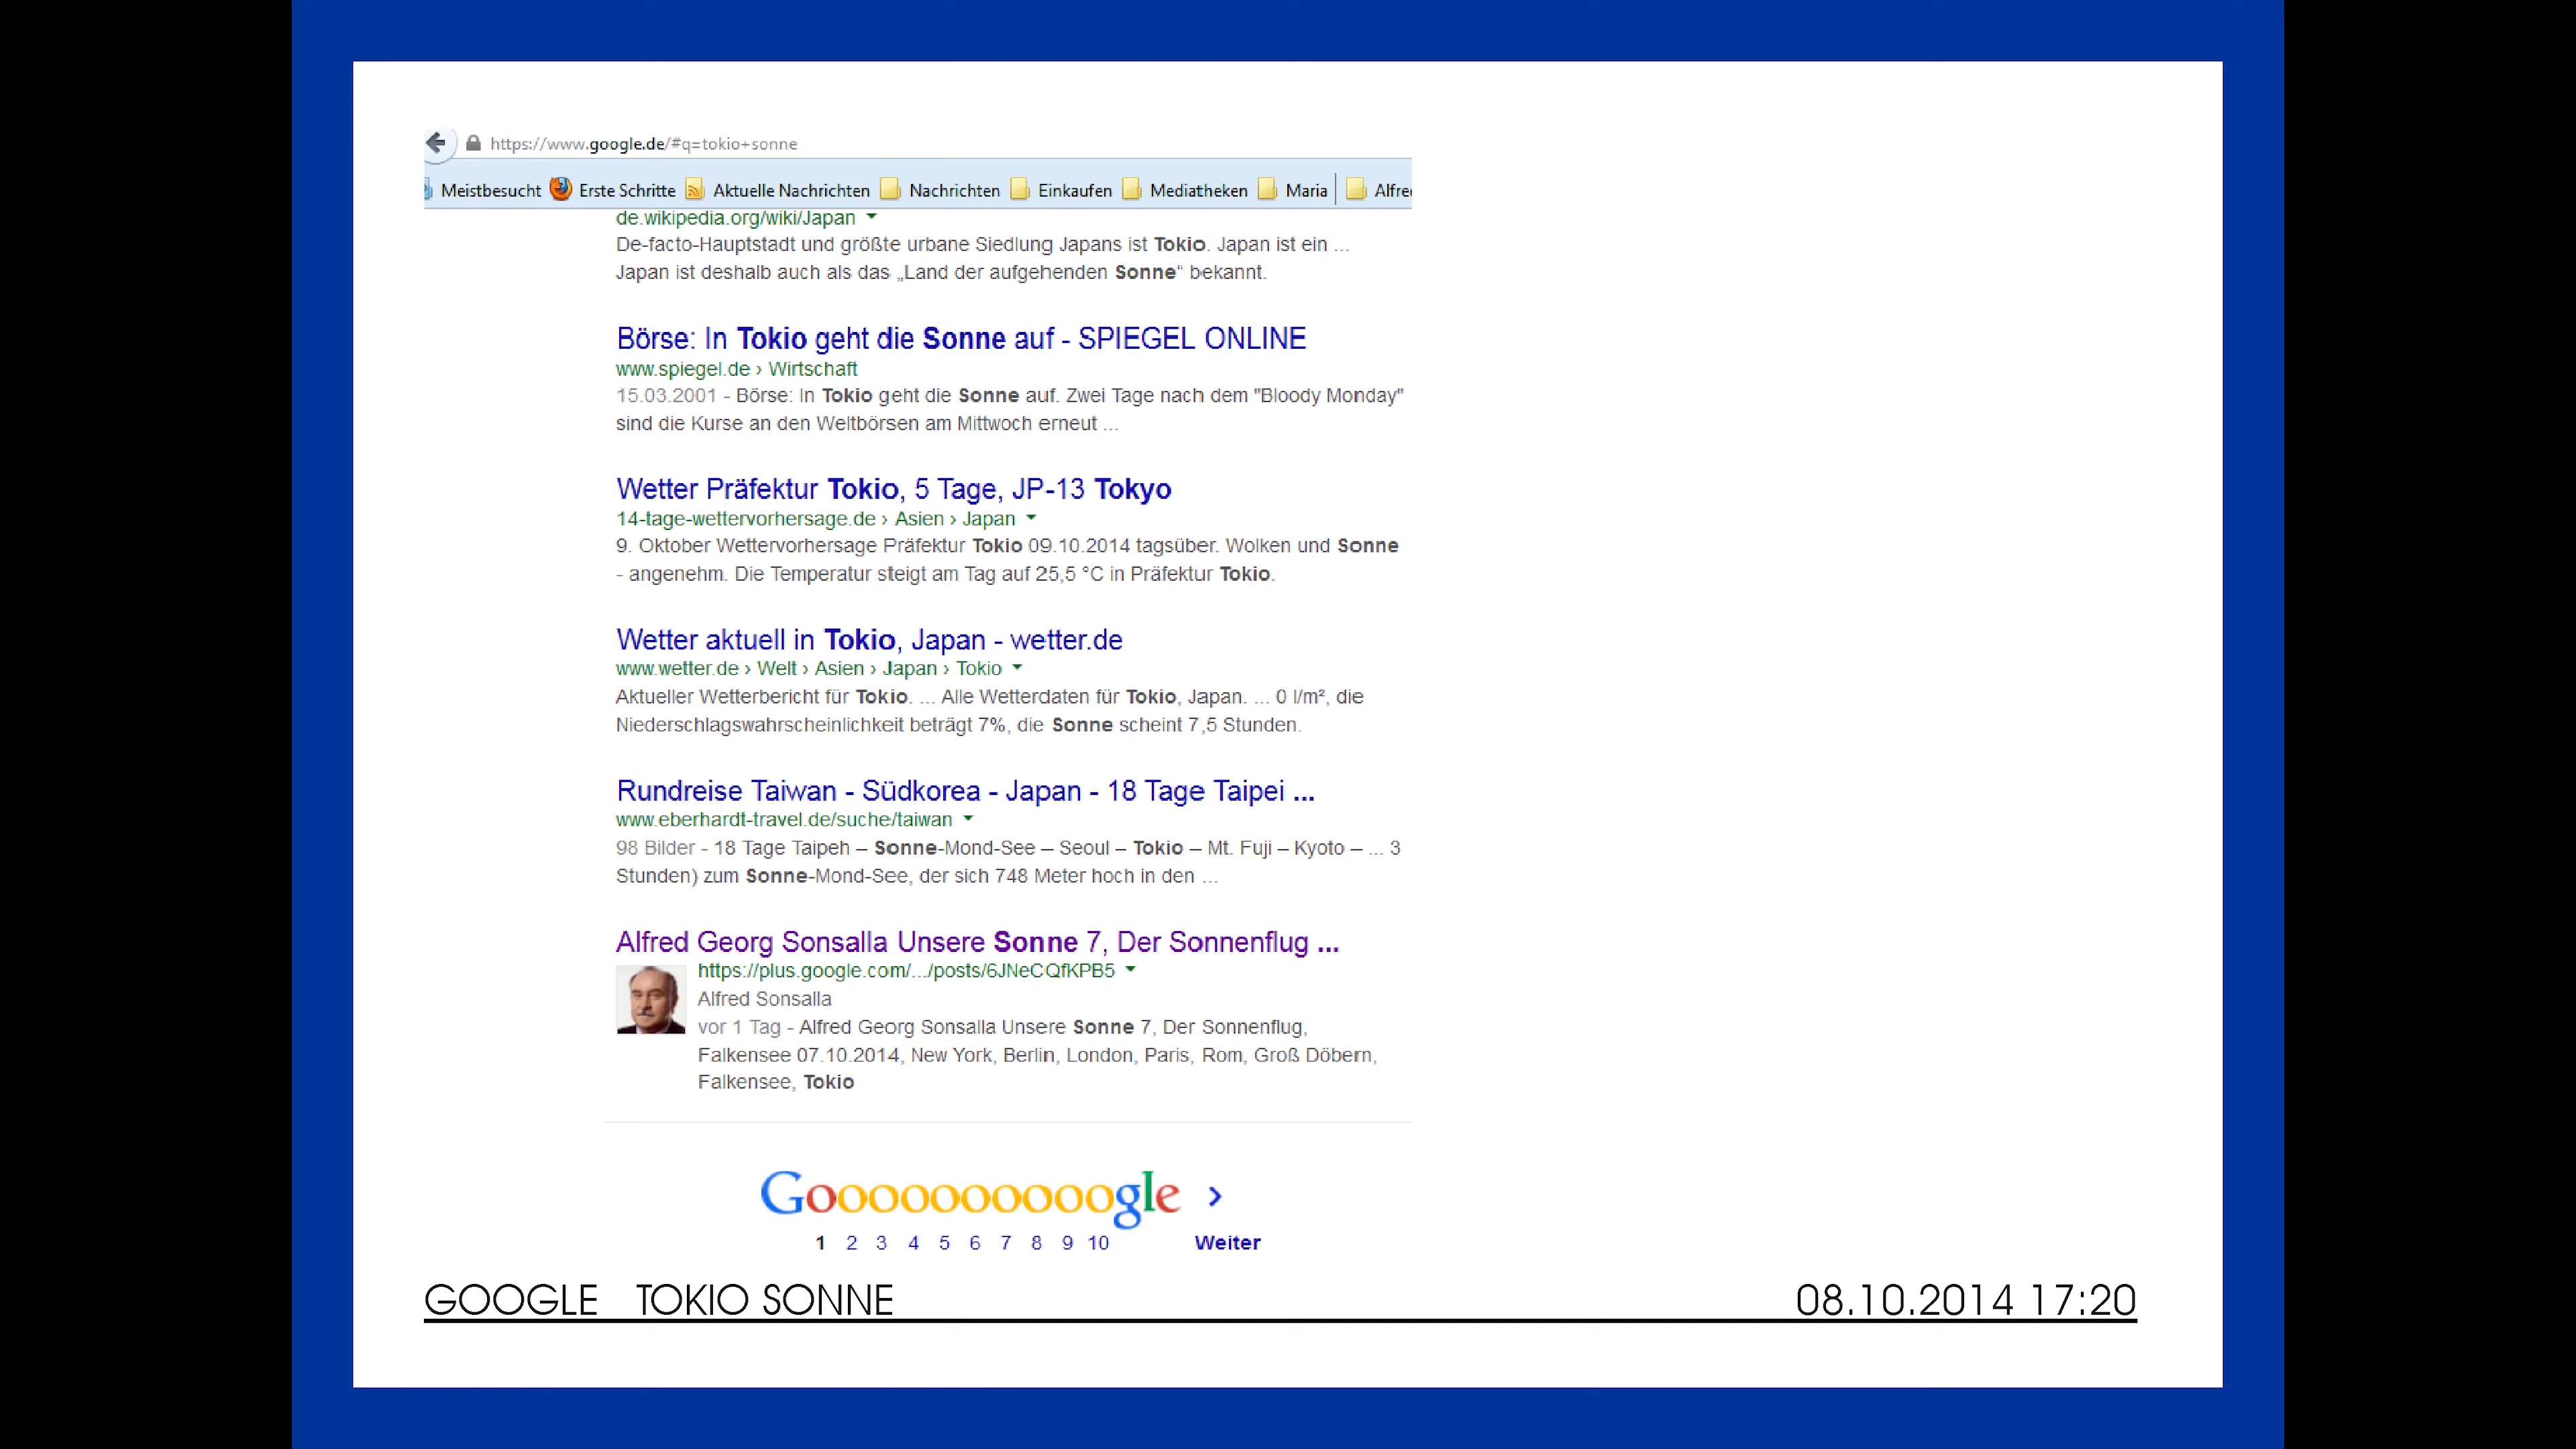 https://www.google.de/#q=tokio+sonne
Meistbesucht Erste Schritte Aktuelle Nachrichten Nachrichten Einkaufen Mediatheken Maria
de.wikipedia.org/wiki/Japan
De-facto-Hauptstadt und größte urbane Siedlung Japans ist Tokio. Japan ist ein ...
Japan ist deshalb auch als das „Land der aufgehenden Sonne“ bekannt.
Börse: In Tokio geht die Sonne auf - SPIEGEL ONLINE
www.spiegel.de › Wirtschaft
15.03.2001 - Börse: In Tokio geht die Sonne auf. Zwei Tage nach dem "Bloody Monday"
sind die Kurse an den Weltbörsen am Mittwoch erneut ...
Wetter Präfektur Tokio, 5 Tage, JP-13 Tokyo
14-tage-wettervorhersage.de › Asien › Japan
9. Oktober Wettervorhersage Präfektur Tokio 09.10.2014 tagsüber. Wolken und Sonne
- angenehm. Die Temperatur steigt am Tag auf 25,5 °C in Präfektur Tokio.
Wetter aktuell in Tokio, Japan - wetter.de
www.wetter.de › Welt › Asien › Japan › Tokio
Aktueller Wetterbericht für Tokio. ... Alle Wetterdaten für Tokio, Japan. ... 0 l/m², die
Niederschlagswahrscheinlichkeit beträgt 7%, die Sonne scheint 7,5 Stunden.
Rundreise Taiwan - Südkorea - Japan - 18 Tage Taipei ...
www.eberhardt-travel.de/suche/taiwan
98 Bilder - 18 Tage Taipeh – Sonne-Mond-See – Seoul – Tokio – Mt. Fuji – Kyoto – ... 3
Stunden) zum Sonne-Mond-See, der sich 748 Meter hoch in den ...
Alfred Georg Sonsalla Unsere Sonne 7, Der Sonnenflug ...
https://plus.google.com/.../posts/6JNeCQfKPB5
Alfred Sonsalla
vor 1 Tag - Alfred Georg Sonsalla Unsere Sonne 7, Der Sonnenflug,
Falkensee 07.10.2014, New York, Berlin, London, Paris, Rom, Groß Döbern,
Falkensee, Tokio
Goooooooooogle >
1 2 3 4 5 6 7 8 9 10 Weiter
GOOGLE TOKIO SONNE 08.10.2014 17:20